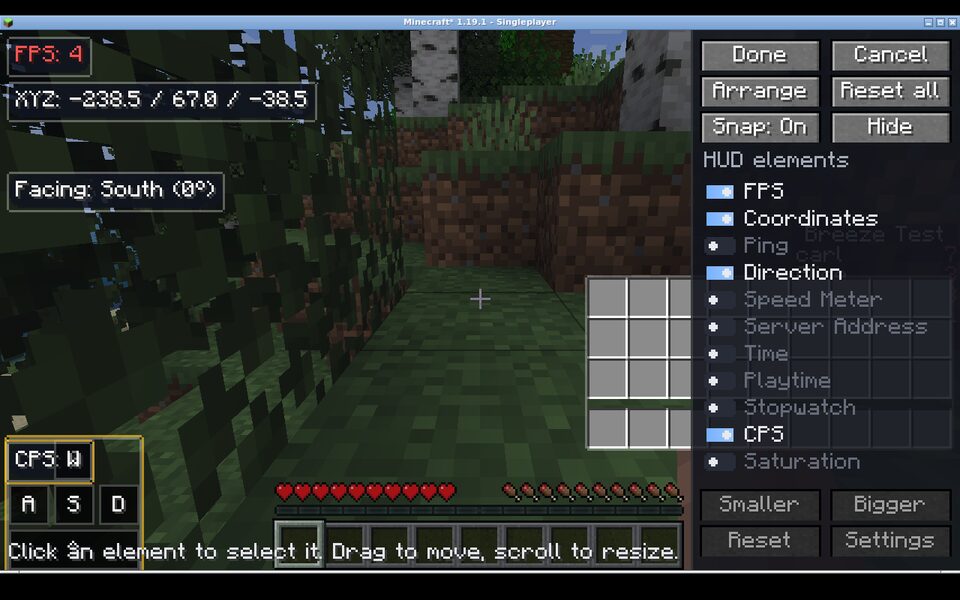 Minecraft* 1.19.1 - Singleplayer
FPS: 4
XYZ: -238.5 / 67.0 / -38.5
Facing: South (0°)
CPS: W
A S D
Click an element to select it. Drag to move, scroll to resize.
Done Cancel
Arrange Reset all
Snap: On Hide
HUD elements
FPS
Coordinates
Ping
Direction
Speed Meter
Server Address
Time
Playtime
Stopwatch
CPS
Saturation
Breeze Test
carl
Smaller Bigger
Reset Settings